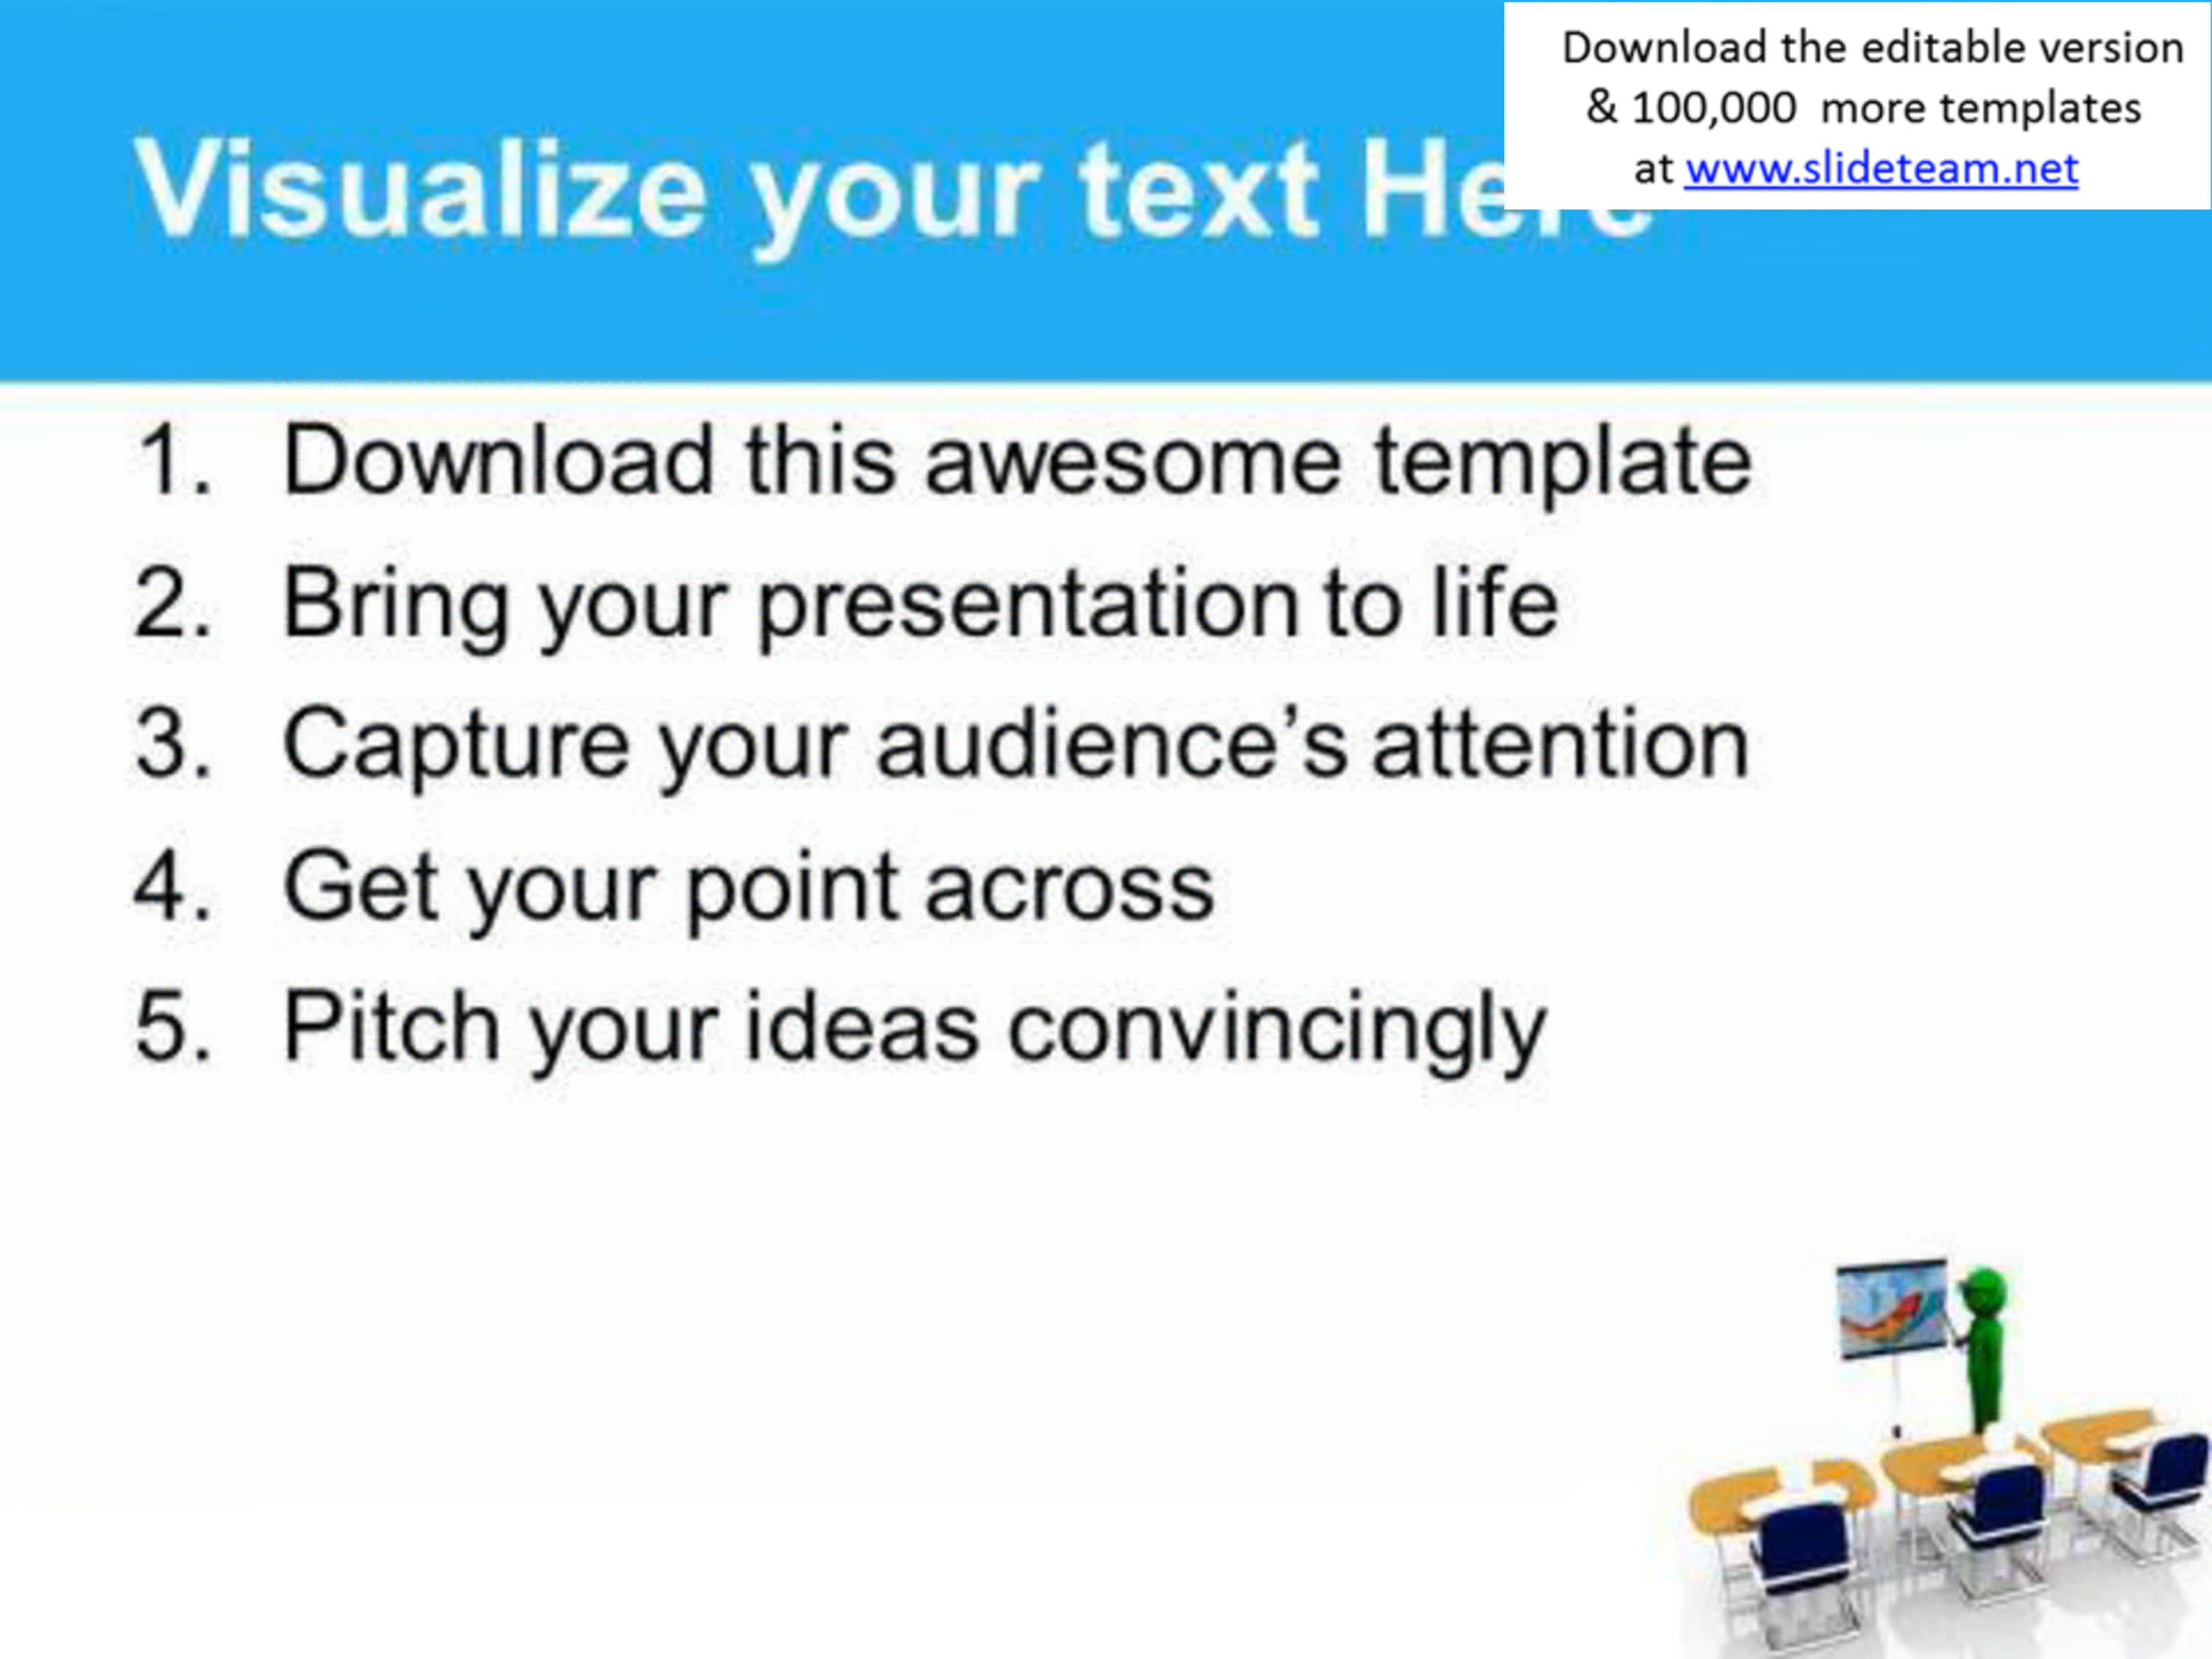 Download the editable version
& 100,000 more templates
at www.slideteam.net
Visualize your text Here
1. Download this awesome template
2. Bring your presentation to life
3. Capture your audience’s attention
4. Get your point across
5. Pitch your ideas convincingly